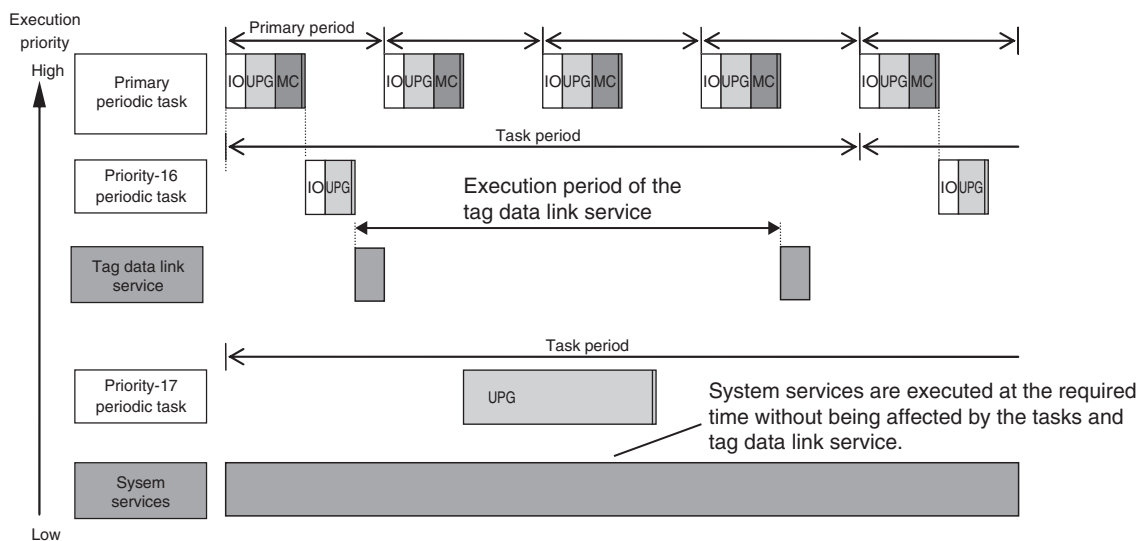 Execution
priority
High
Primary period
Primary
periodic task
IO UPG MC
IO UPG MC
IO UPG MC
IO UPG MC
IO UPG MC
Task period
Priority-16
periodic task
IO UPG
Execution period of the
tag data link service
IO UPG
Tag data link
service
Task period
Priority-17
periodic task
UPG
System services are executed at the required
time without being affected by the tasks and
tag data link service.
Sysem
services
Low